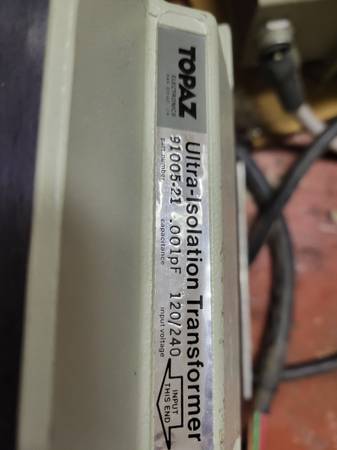 TOPAZ
ELECTRONICS
Ultra-Isolation Transformer
91005-21 .001pF 120/240
part number capacitance input voltage
INPUT
THIS END